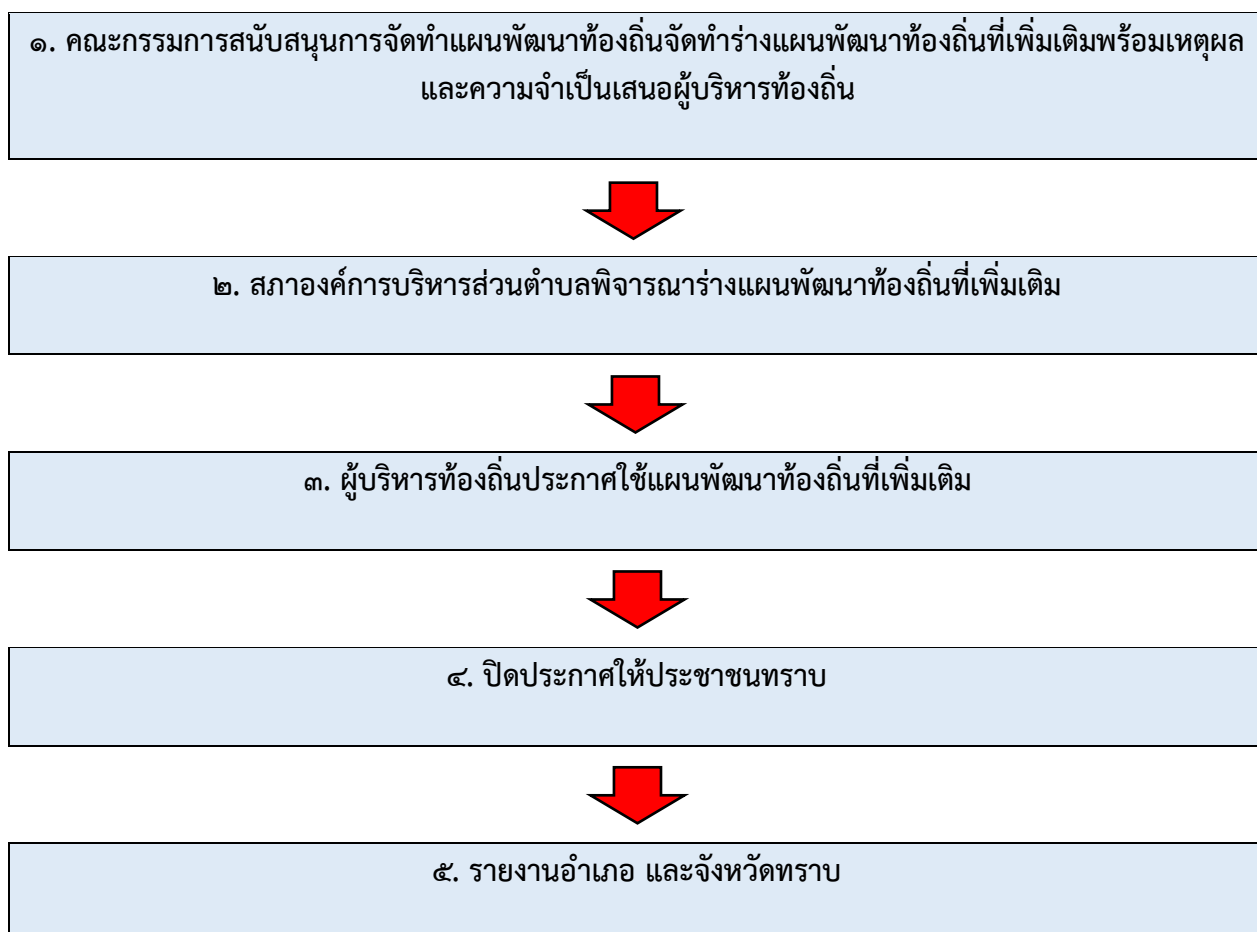 ๑. คณะกรรมการสนับสนุนการจัดทำแผนพัฒนาท้องถิ่นจัดทำร่างแผนพัฒนาท้องถิ่นที่เพิ่มเติมพร้อมเหตุผล
และความจำเป็นเสนอผู้บริหารท้องถิ่น
๒. สภาองค์การบริหารส่วนตำบลพิจารณาร่างแผนพัฒนาท้องถิ่นที่เพิ่มเติม
๓. ผู้บริหารท้องถิ่นประกาศใช้แผนพัฒนาท้องถิ่นที่เพิ่มเติม
๔. ปิดประกาศให้ประชาชนทราบ
๕. รายงานอำเภอ และจังหวัดทราบ